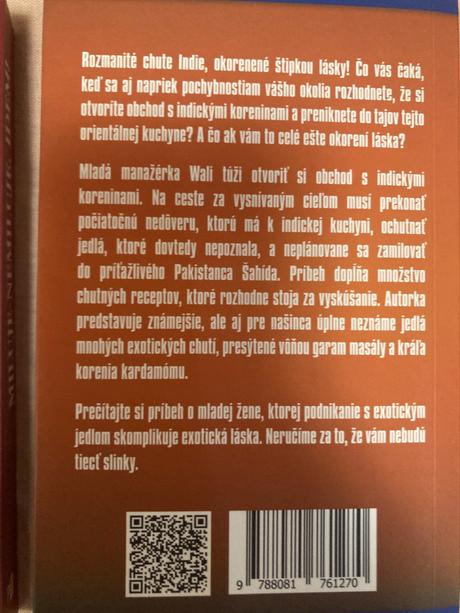 Rozmanité chute Indie, okorenené štipkou lásky! Čo vás čaká,
keď sa aj napriek pochybnostiam vášho okolia rozhodnete, že si
otvoríte obchod s indickými koreninami a preniknete do tajov tejto
orientálnej kuchyne? A čo ak vám to celé ešte okorení láska?
Mladá manažérka Wali túži otvoriť si obchod s indickými
koreninami. Na ceste za vysnívaným cieľom musí prekonať
počiatočnú nedôveru, ktorú má k indickej kuchyni, ochutnať
jedlá, ktoré dovtedy nepoznala, a neplánovane sa zamilovať
do príťažlivého Pakistanca Šahída. Príbeh dopĺňa množstvo
chutných receptov, ktoré rozhodne stoja za vyskúšanie. Autorka
predstavuje známejšie, ale aj pre našinca úplne neznáme jedlá
mnohých exotických chutí, presýtené vôňou garam masály a kráľa
korenia kardamómu.
Prečítajte si príbeh o mladej žene, ktorej podnikanie s exotickým
jedlom skomplikuje exotická láska. Neručíme za to, že vám nebudú
tiecť slinky.
9 788081 761270